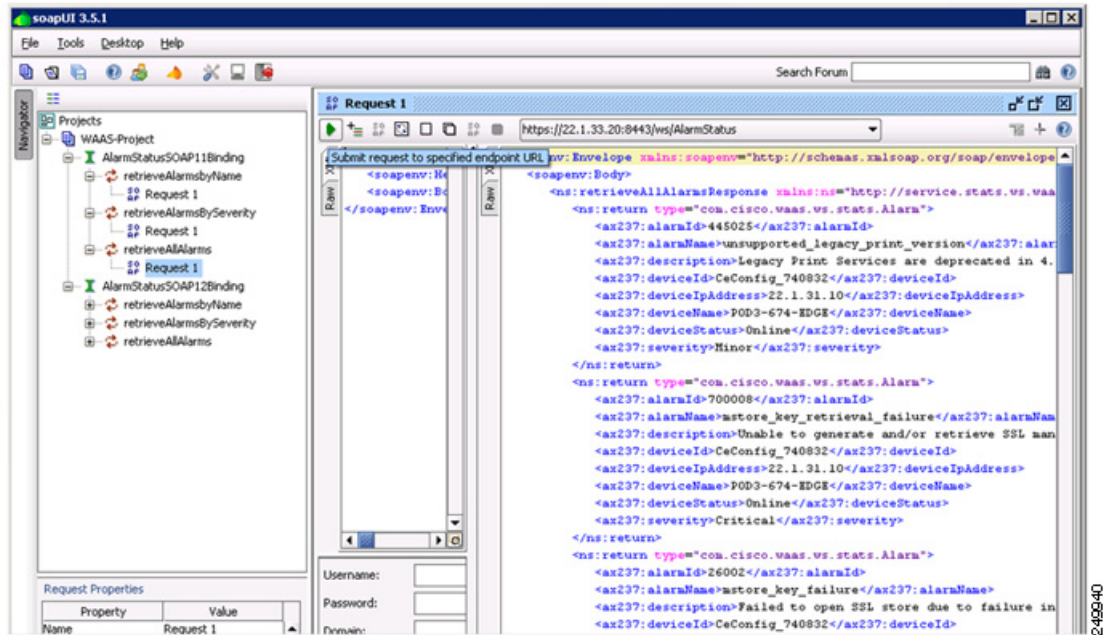 soapUI 3.5.1
File Tools Desktop Help
Search Forum
Navigator
Projects
WAAS-Project
AlarmStatusSOAP11Binding
retrieveAlarmsbyName
Request 1
retrieveAlarmsBySeverity
Request 1
retrieveAllAlarms
Request 1
AlarmStatusSOAP12Binding
retrieveAlarmsbyName
retrieveAlarmsBySeverity
retrieveAllAlarms
Request Properties
Property Value
Name Request 1
Request 1
https://22.1.33.20:8443/ws/AlarmStatus
Submit request to specified endpoint URL
Raw
<soapenv:He
<soapenv:Bo
</soapenv:Enve
Username:
Password:
Domain:
Raw
nv:Envelope xmlns:soapenv="http://schemas.xmlsoap.org/soap/envelope
<soapenv:Body>
<ns:retrieveAllAlarmsResponse xmlns:ns="http://service.stats.ws.waa
<ns:return type="com.cisco.waas.ws.stats.Alarm">
<ax237:alarmId>445025</ax237:alarmId>
<ax237:alarmName>unsupported_legacy_print_version</ax237:alar
<ax237:description>Legacy Print Services are deprecated in 4.
<ax237:deviceId>CeConfig_740832</ax237:deviceId>
<ax237:deviceIpAddress>22.1.31.10</ax237:deviceIpAddress>
<ax237:deviceName>POD3-674-EDGE</ax237:deviceName>
<ax237:deviceStatus>Online</ax237:deviceStatus>
<ax237:severity>Minor</ax237:severity>
</ns:return>
<ns:return type="com.cisco.waas.ws.stats.Alarm">
<ax237:alarmId>700008</ax237:alarmId>
<ax237:alarmName>mstore_key_retrieval_failure</ax237:alarmNam
<ax237:description>Unable to generate and/or retrieve SSL man
<ax237:deviceId>CeConfig_740832</ax237:deviceId>
<ax237:deviceIpAddress>22.1.31.10</ax237:deviceIpAddress>
<ax237:deviceName>POD3-674-EDGE</ax237:deviceName>
<ax237:deviceStatus>Online</ax237:deviceStatus>
<ax237:severity>Critical</ax237:severity>
</ns:return>
<ns:return type="com.cisco.waas.ws.stats.Alarm">
<ax237:alarmId>26002</ax237:alarmId>
<ax237:alarmName>mstore_key_failure</ax237:alarmName>
<ax237:description>Failed to open SSL store due to failure in
<ax237:deviceId>CeConfig_740832</ax237:deviceId>
249940